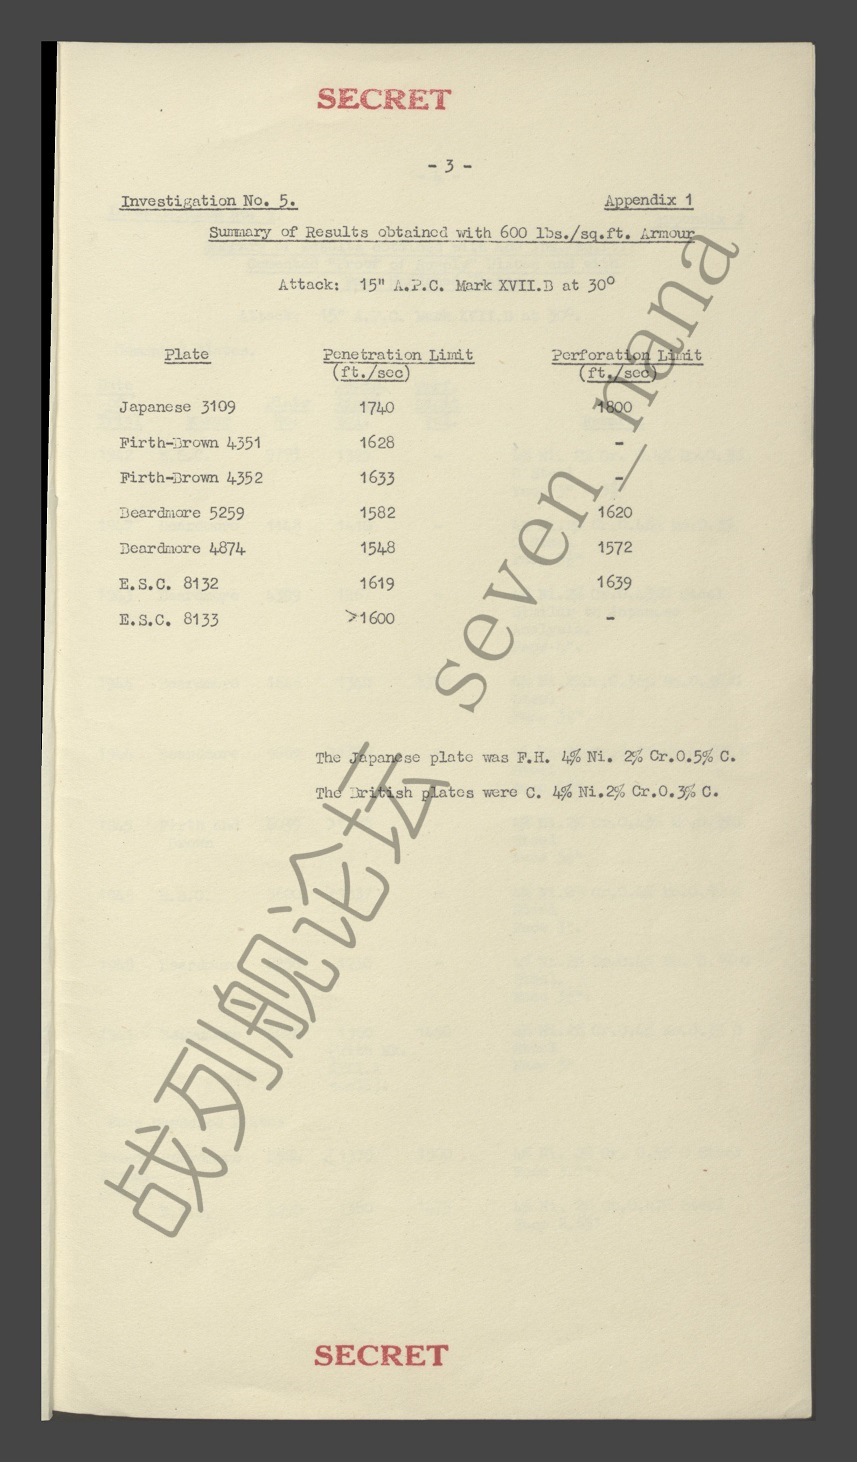 SECRET
- 3 -
Investigation No. 5. Appendix 1
Summary of Results obtained with 600 lbs./sq.ft. Armour
Attack: 15" A.P.C. Mark XVII.B at 30°
Plate Penetration Limit Perforation Limit
(ft./sec) (ft./sec)
Japanese 3109 1740 1800
Firth-Brown 4351 1628 -
Firth-Brown 4352 1633 -
Beardmore 5259 1582 1620
Beardmore 4874 1548 1572
E.S.C. 8132 1619 1639
E.S.C. 8133 >1600 -
The Japanese plate was F.H. 4% Ni. 2% Cr.0.5% C.
The British plates were C. 4% Ni.2% Cr.0.3% C.
战列舰论坛 seven_nana
SECRET